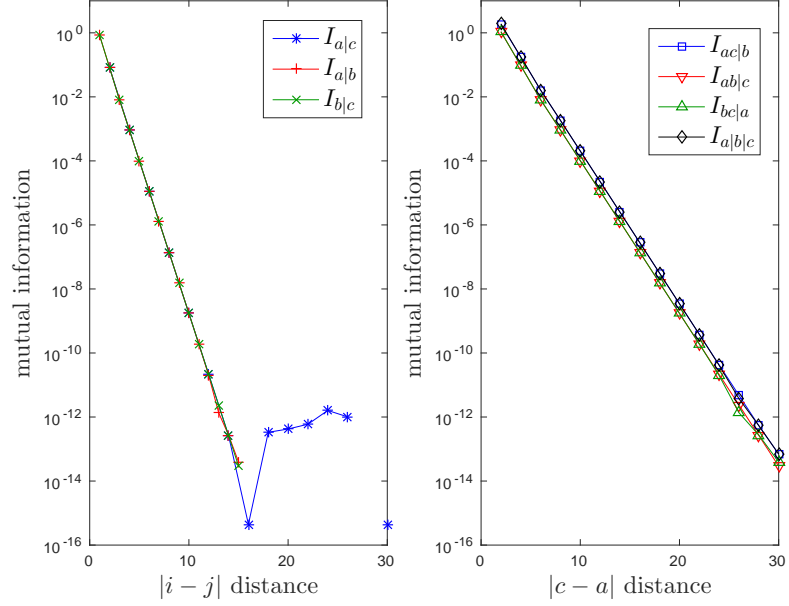 mutual information
10^0
10^-2
10^-4
10^-6
10^-8
10^-10
10^-12
10^-14
10^-16
0
10
20
30
|i − j| distance
I_{a|c}
I_{a|b}
I_{b|c}
mutual information
10^0
10^-2
10^-4
10^-6
10^-8
10^-10
10^-12
10^-14
10^-16
0
10
20
30
|c − a| distance
I_{ac|b}
I_{ab|c}
I_{bc|a}
I_{a|b|c}